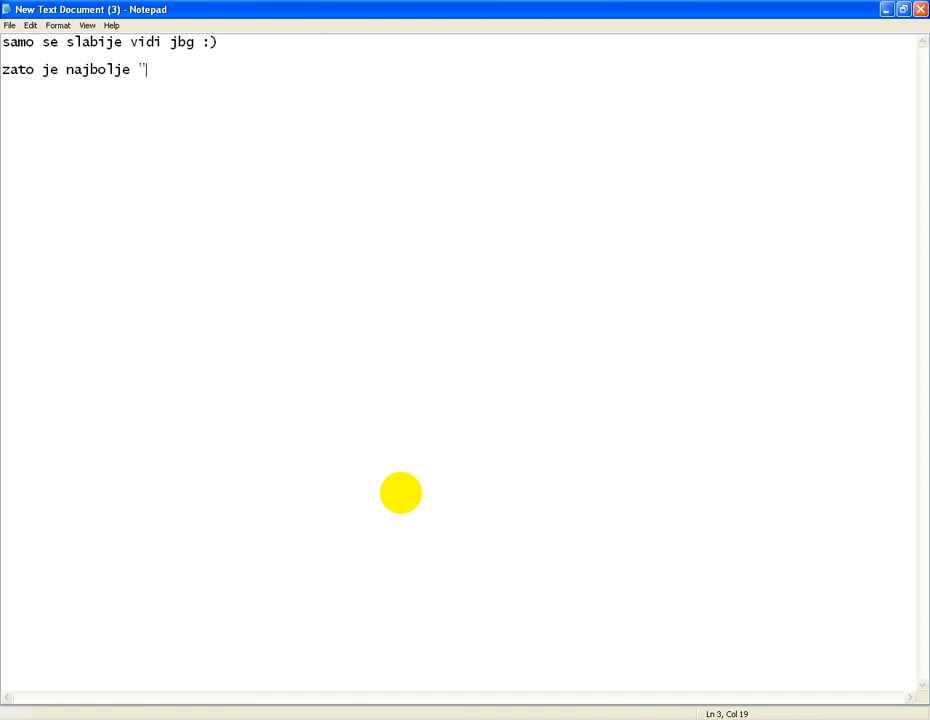 New Text Document (3) - Notepad
File Edit Format View Help
samo se slabije vidi jbg :)
zato je najbolje "
Ln 3, Col 19